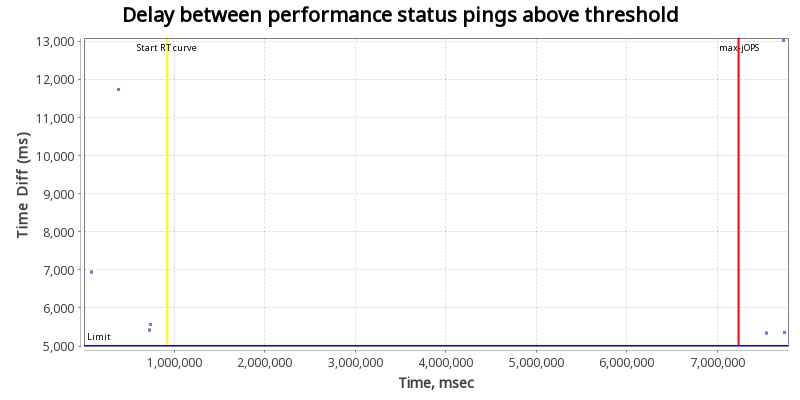 Delay between performance status pings above threshold
Start RT curve
max-jOPS
13,000
12,000
11,000
10,000
9,000
8,000
7,000
6,000
5,000
Time Diff (ms)
Limit
1,000,000
2,000,000
3,000,000
4,000,000
5,000,000
6,000,000
7,000,000
Time, msec